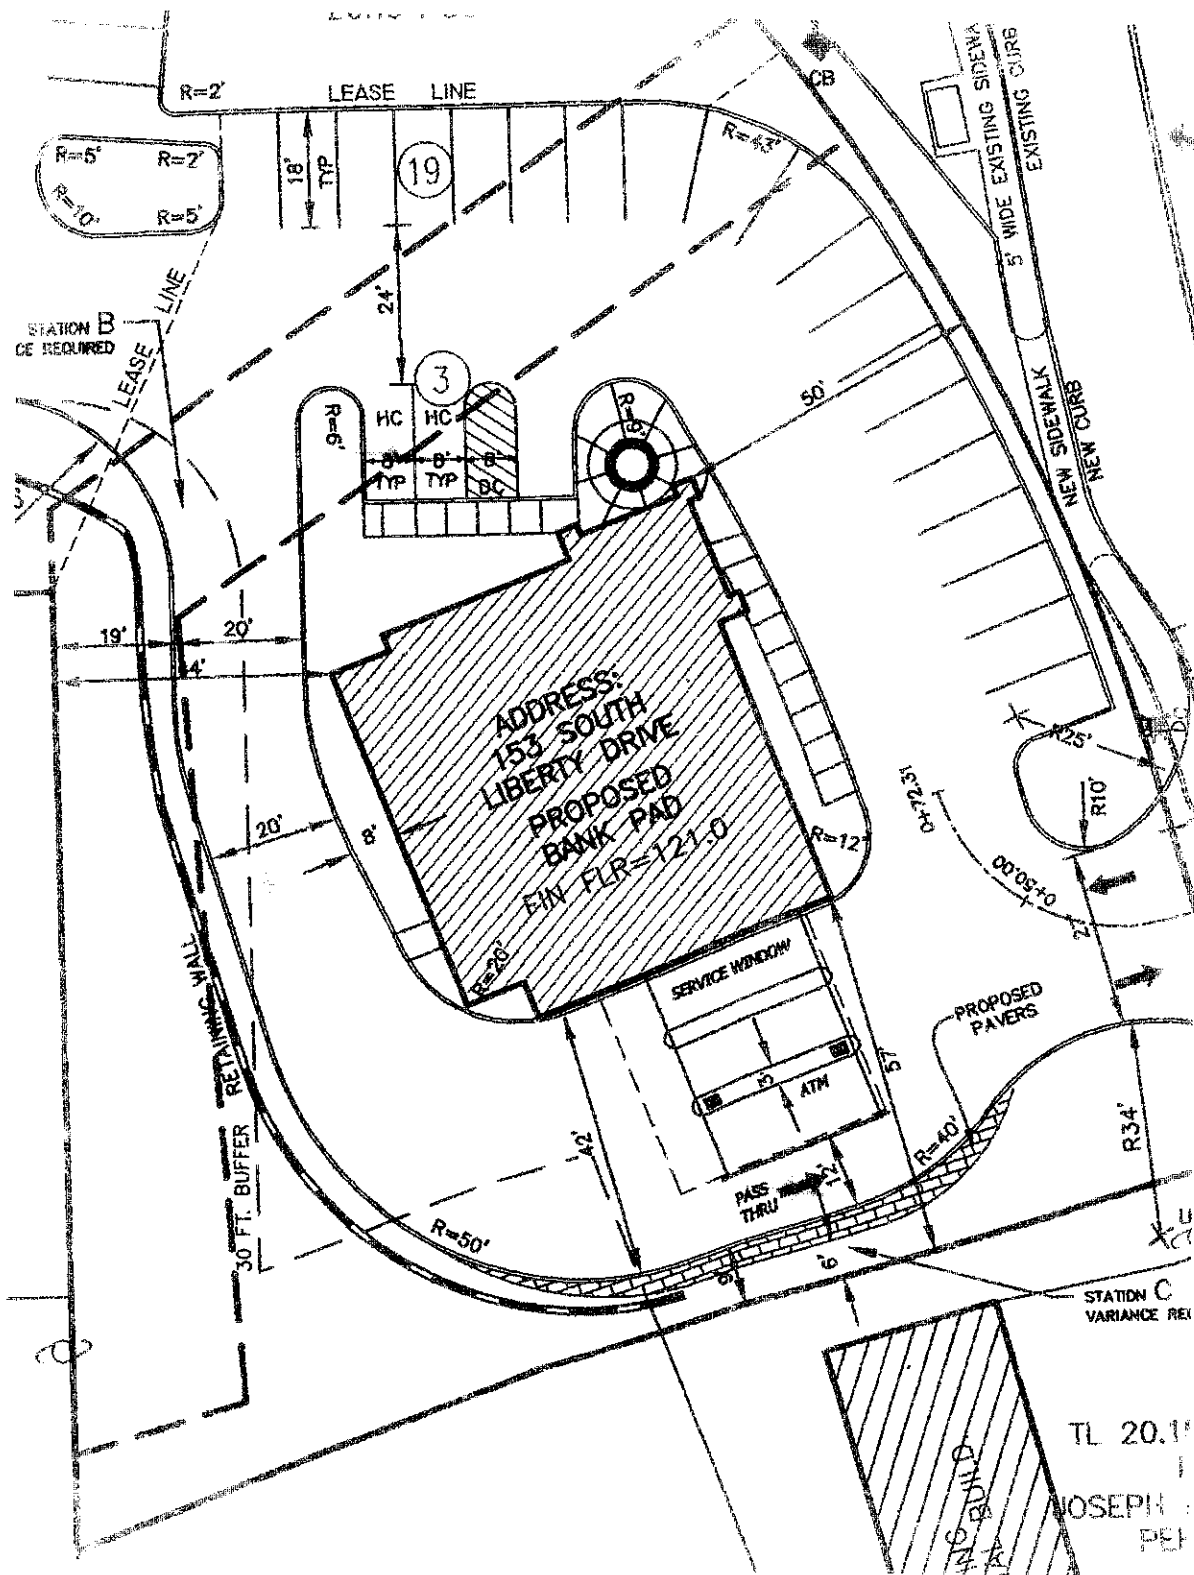 CB
R=2'
LEASE LINE
5' WIDE EXISTING
EXISTING CURB
R=5'
R=2'
R=10'
R=5'
18'
TYP
19
R=43'
24'
LEASE LINE
STATION B
CE REQUIRED
3
HC
HC
R=6'
8'
TYP
8'
TYP
8'
50'
NEW SIDEWALK
NEW CURB
19'
20'
ADDRESS:
153 SOUTH
LIBERTY DRIVE
PROPOSED
BANK PAD
FIN FLR=121.0
R25'
R10'
0+72.31
0+50.00
27'
20'
8'
R=12'
R=20'
RETAINING WALL
30 FT. BUFFER
SERVICE WINDOW
3'
ATM
57'
PROPOSED
PAVERS
42'
R=40'
R34'
12'
PASS
THRU
R=50'
9'
6'
STATION C
VARIANCE
TL 20.1
JOSEPH
BUILD.